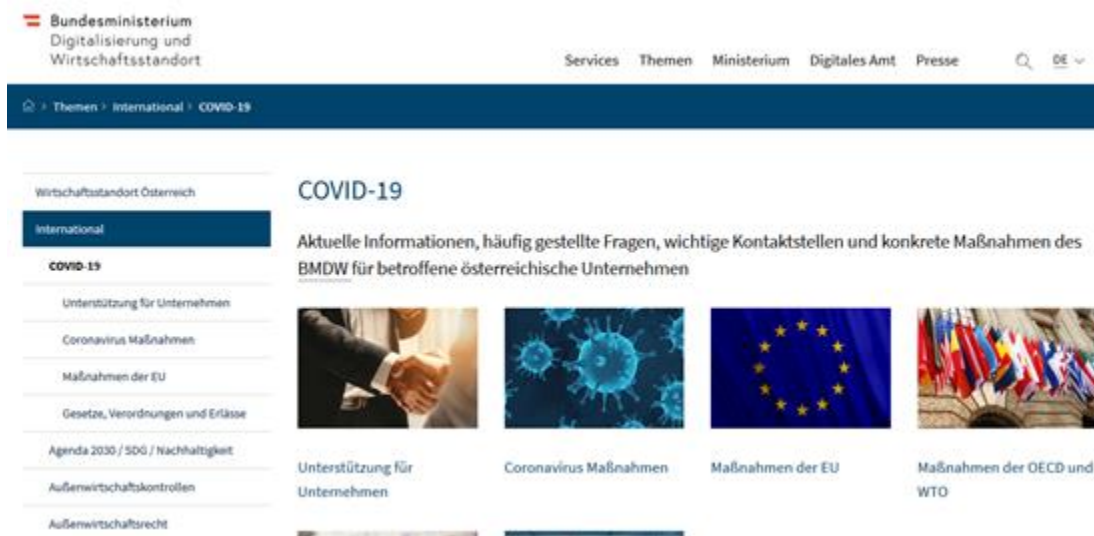 Bundesministerium
Digitalisierung und
Wirtschaftsstandort
Services Themen Ministerium Digitales Amt Presse DE
Themen International COVID-19
Wirtschaftsstandort Österreich
International
COVID-19
Unterstützung für Unternehmen
Coronavirus Maßnahmen
Maßnahmen der EU
Gesetze, Verordnungen und Erlässe
Agenda 2030 / SDG / Nachhaltigkeit
Außenwirtschaftskontrollen
Außenwirtschaftsrecht
COVID-19
Aktuelle Informationen, häufig gestellte Fragen, wichtige Kontaktstellen und konkrete Maßnahmen des
BMDW für betroffene österreichische Unternehmen
Unterstützung für
Unternehmen
Coronavirus Maßnahmen
Maßnahmen der EU
Maßnahmen der OECD und
WTO